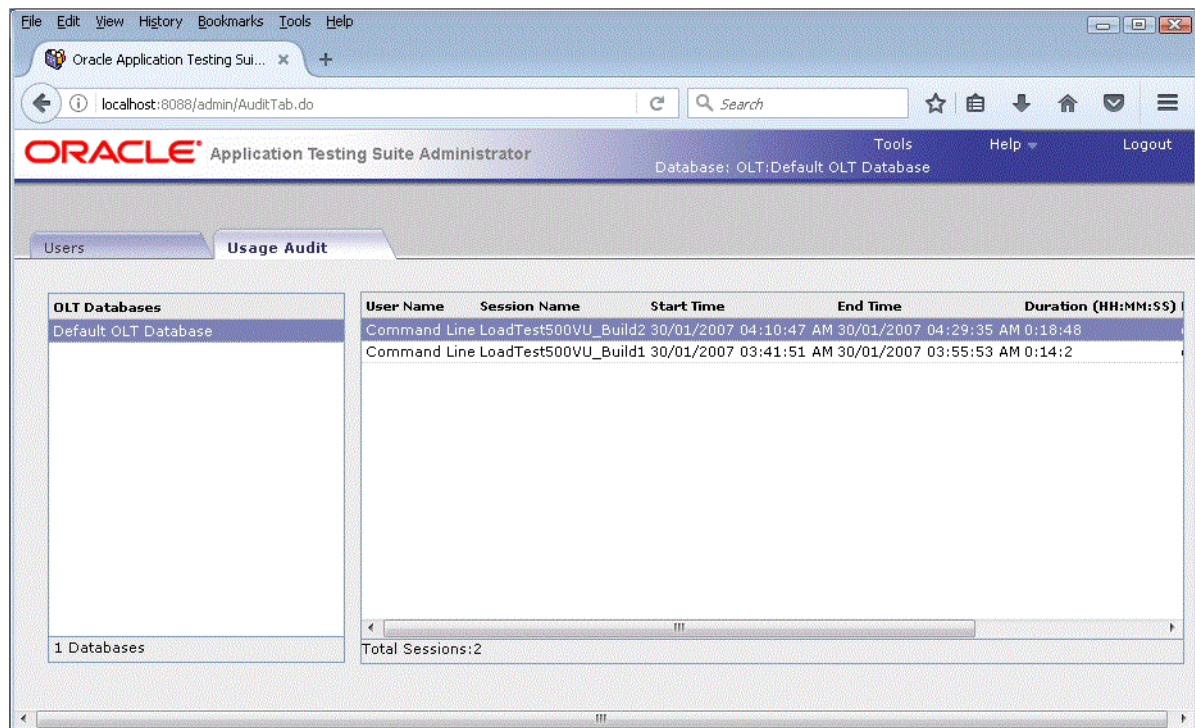 File Edit View History Bookmarks Tools Help
Oracle Application Testing Sui...
localhost:8088/admin/AuditTab.do
Search
ORACLE Application Testing Suite Administrator
Tools Help Logout
Database: OLT:Default OLT Database
Users
Usage Audit
OLT Databases
Default OLT Database
1 Databases
User Name Session Name Start Time End Time Duration (HH:MM:SS)
Command Line LoadTest500VU_Build2 30/01/2007 04:10:47 AM 30/01/2007 04:29:35 AM 0:18:48
Command Line LoadTest500VU_Build1 30/01/2007 03:41:51 AM 30/01/2007 03:55:53 AM 0:14:2
Total Sessions:2